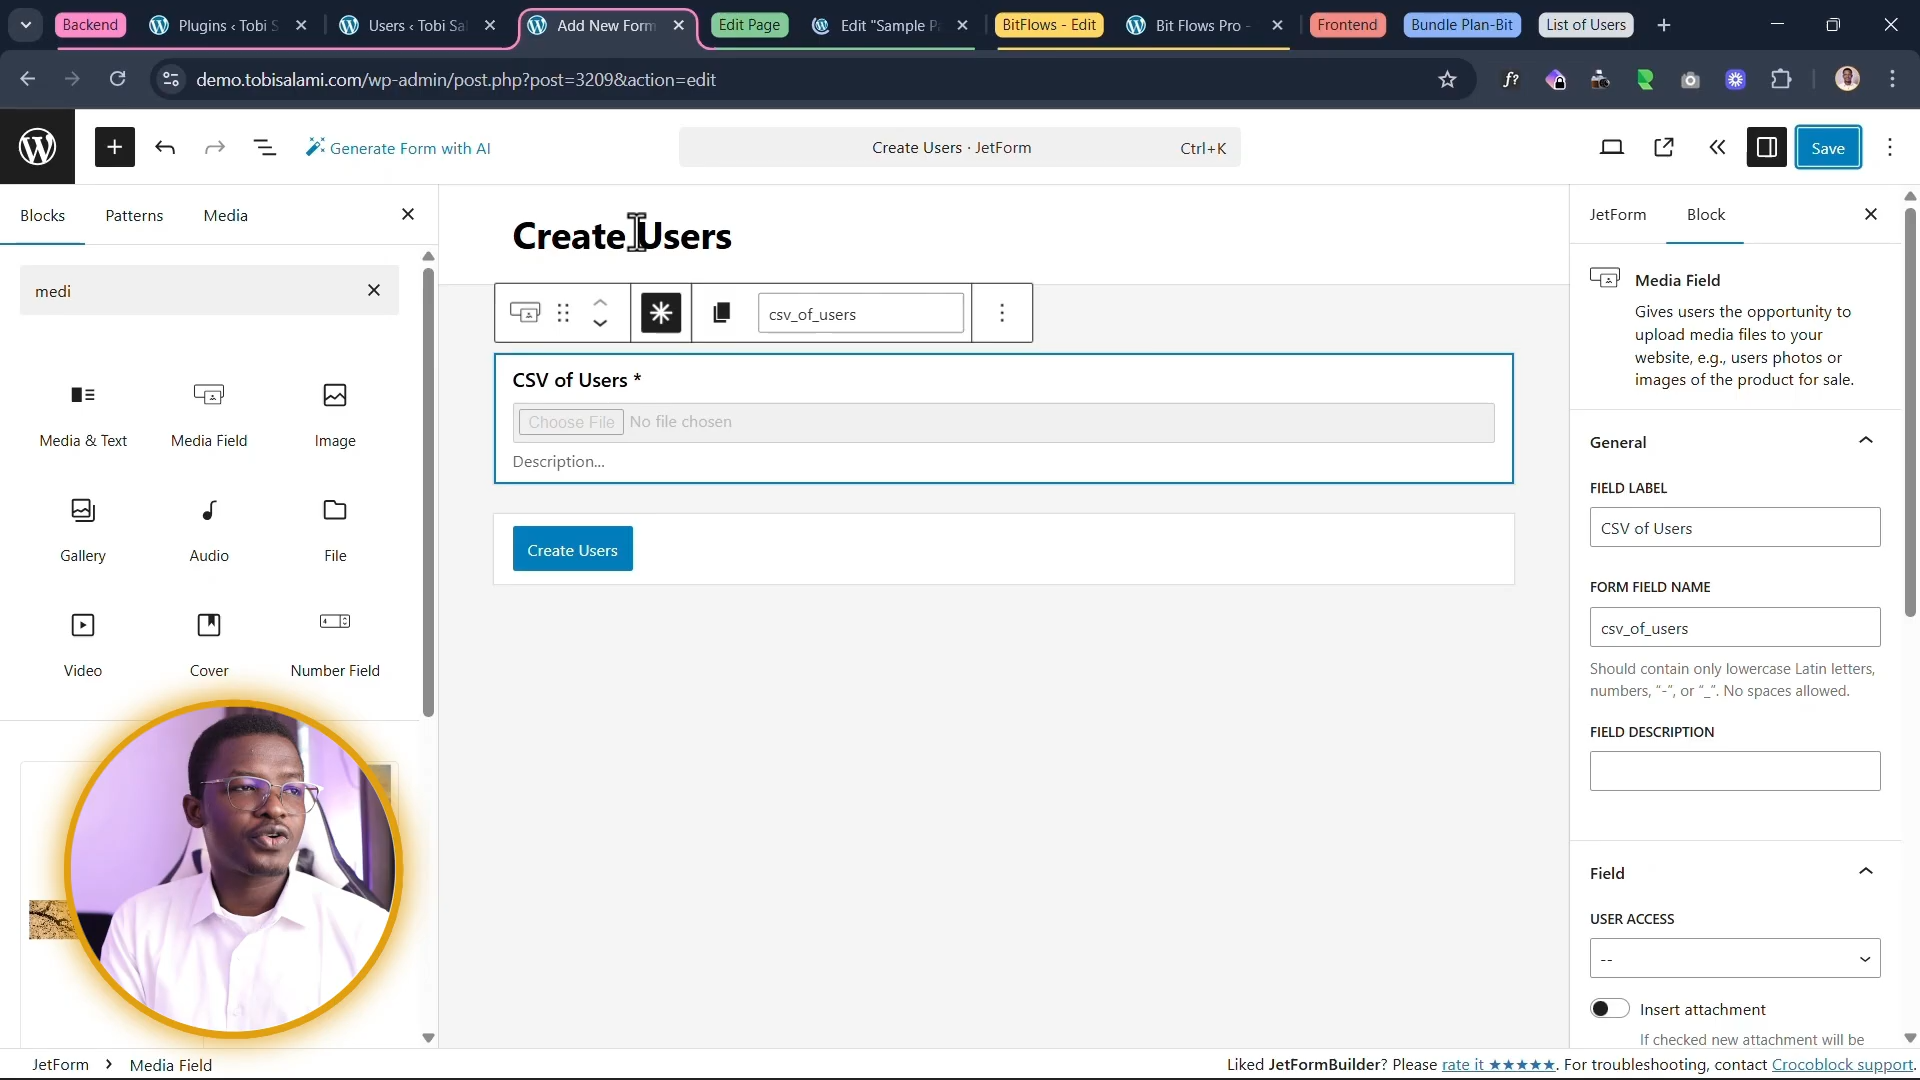 Backend
Plugins ‹ Tobi S
Users ‹ Tobi Sal
Add New Form
Edit Page
Edit "Sample Pa
BitFlows - Edit
Bit Flows Pro -
Frontend
Bundle Plan-Bit
List of Users
demo.tobisalami.com/wp-admin/post.php?post=3209&action=edit
Generate Form with AI
Create Users · JetForm
Ctrl+K
Save
Blocks
Patterns
Media
medi
Media & Text
Media Field
Image
Gallery
Audio
File
Video
Cover
Number Field
Create Users
csv_of_users
CSV of Users *
Choose File No file chosen
Description...
Create Users
JetForm
Block
Media Field
Gives users the opportunity to
upload media files to your
website, e.g., users photos or
images of the product for sale.
General
FIELD LABEL
CSV of Users
FORM FIELD NAME
csv_of_users
Should contain only lowercase Latin letters,
numbers, “-”, or “_”. No spaces allowed.
FIELD DESCRIPTION
Field
USER ACCESS
--
Insert attachment
If checked new attachment will be
JetForm › Media Field
Liked JetFormBuilder? Please rate it ★★★★★. For troubleshooting, contact Crocoblock support.